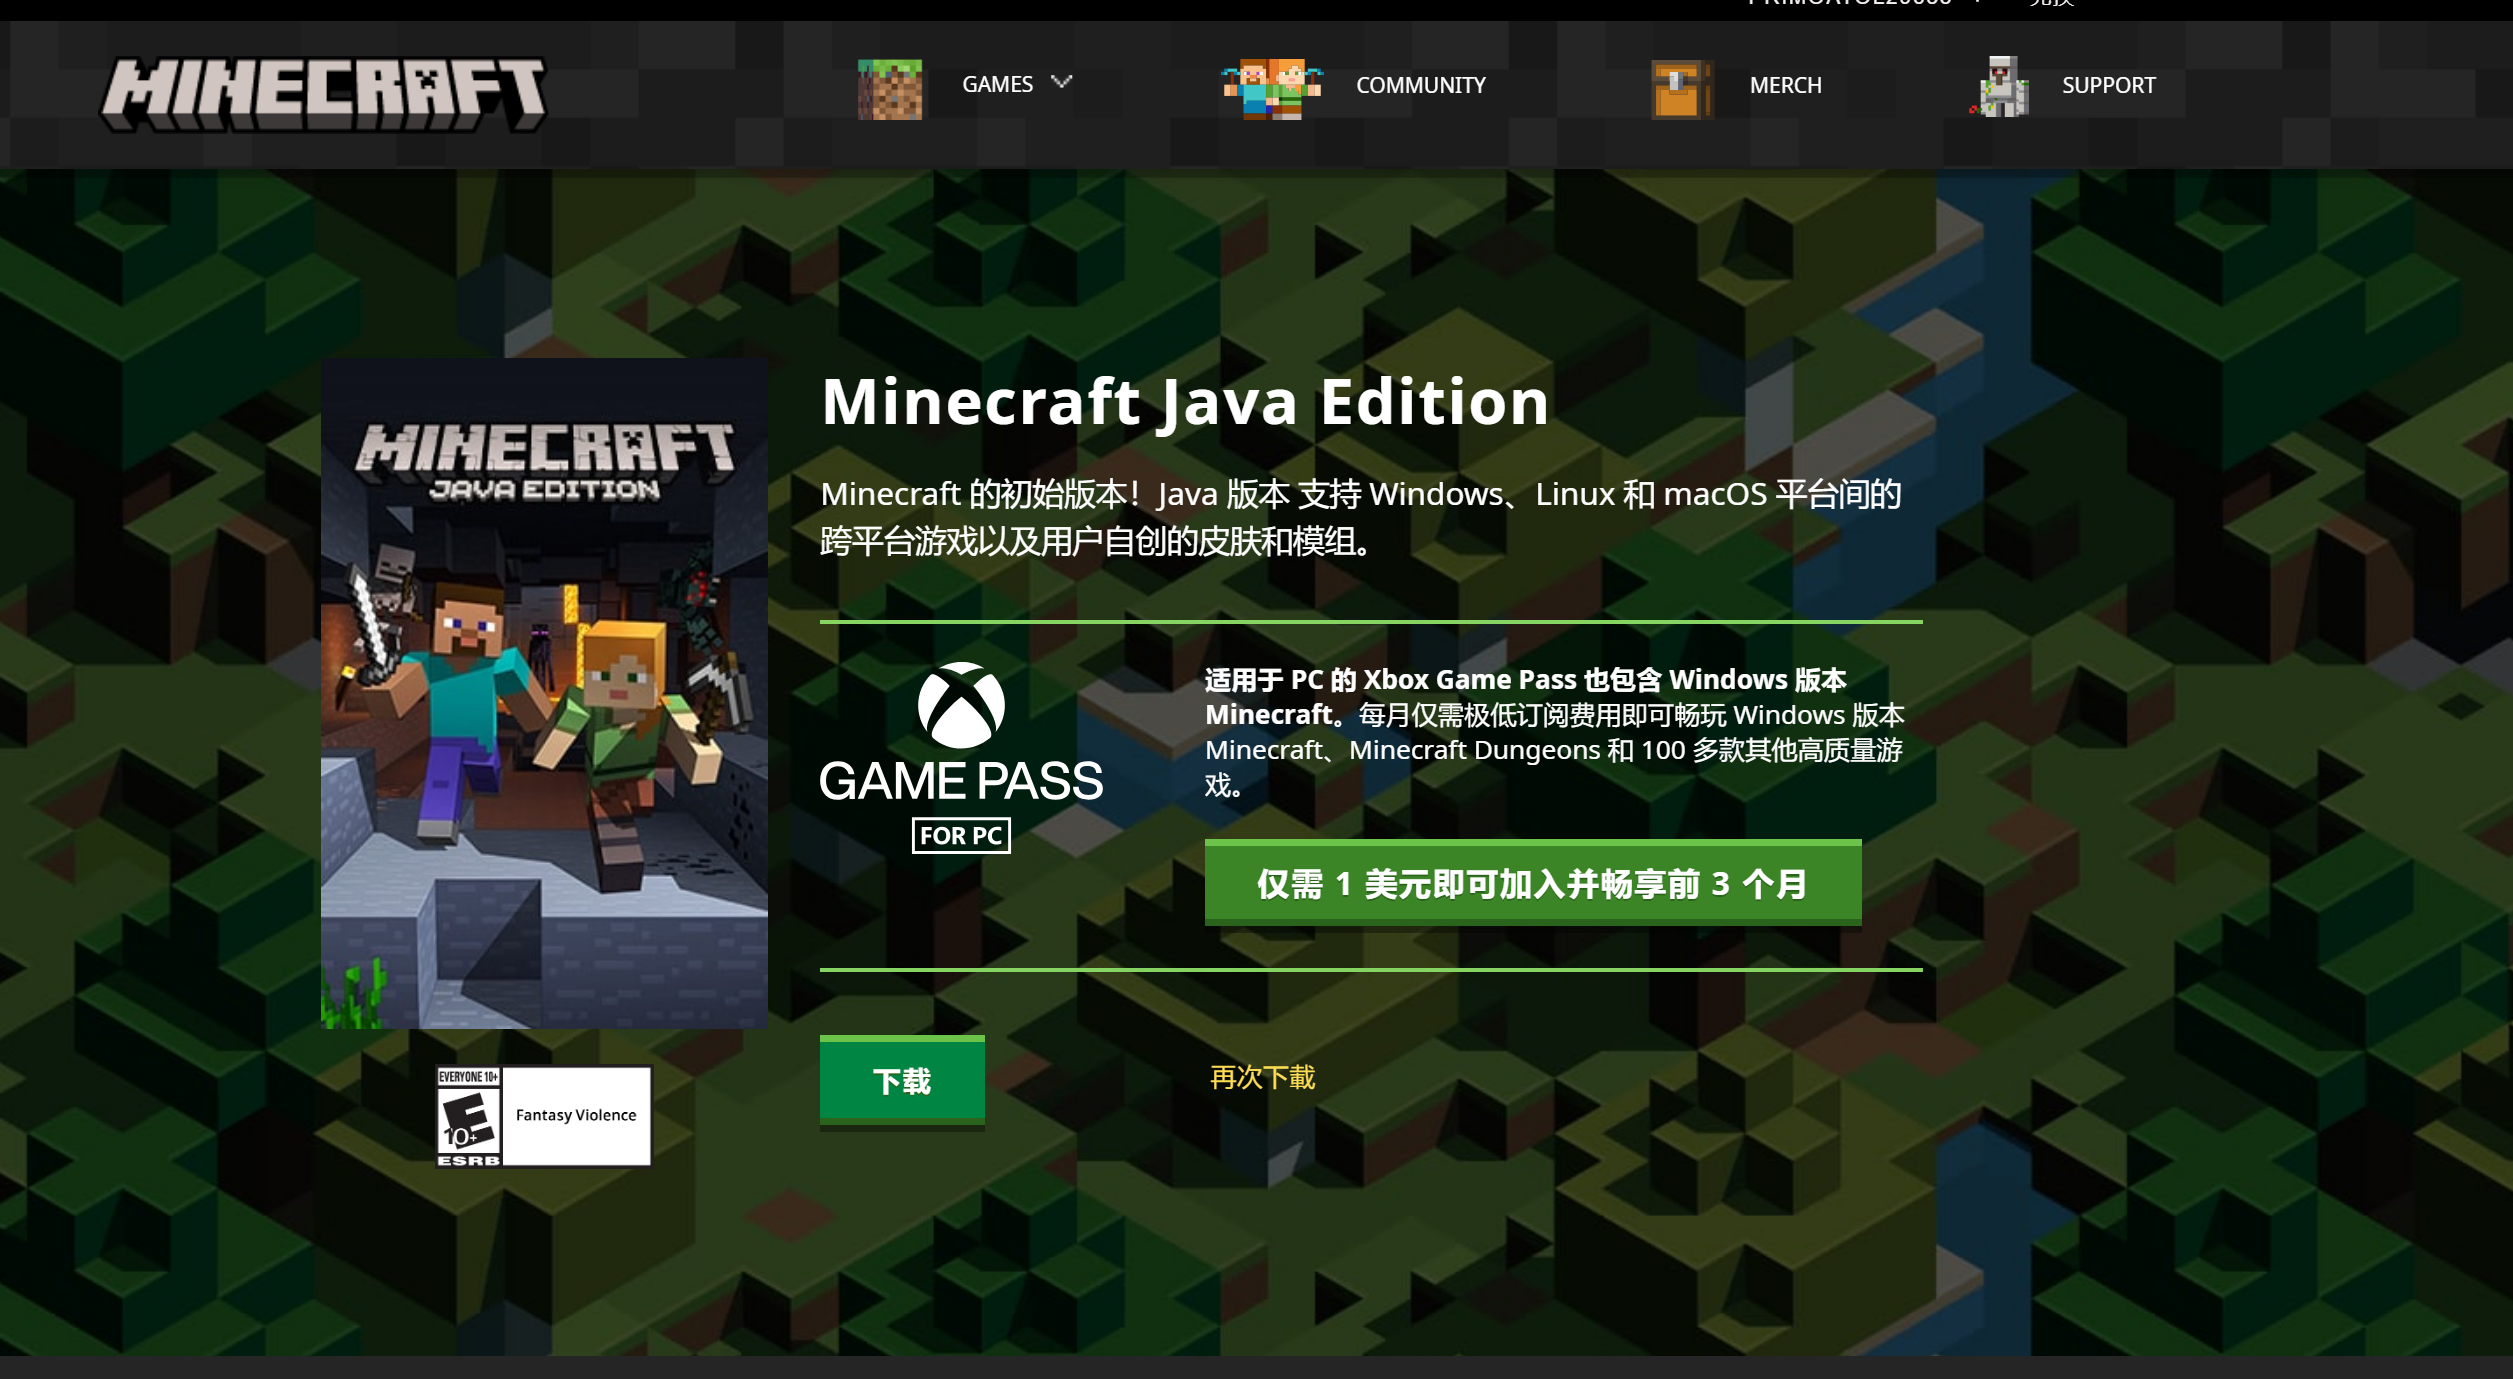 兑换
MINECRAFT
GAMES
COMMUNITY
MERCH
SUPPORT
MINECRAFT
JAVA EDITION
Minecraft Java Edition
Minecraft 的初始版本！Java 版本 支持 Windows、Linux 和 macOS 平台间的
跨平台游戏以及用户自创的皮肤和模组。
GAME PASS
FOR PC
适用于 PC 的 Xbox Game Pass 也包含 Windows 版本
Minecraft。每月仅需极低订阅费用即可畅玩 Windows 版本
Minecraft、Minecraft Dungeons 和 100 多款其他高质量游
戏。
仅需 1 美元即可加入并畅享前 3 个月
下载
再次下載
EVERYONE 10+
E
10+
ESRB
Fantasy Violence